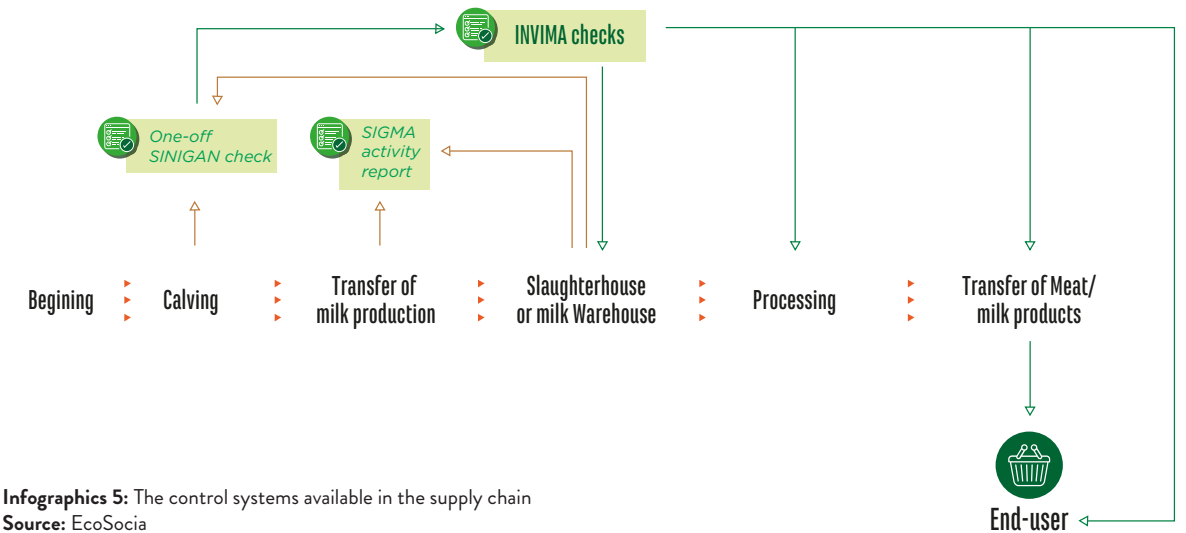 INVIMA checks
One-off
SINIGAN check
SIGMA
activity
report
Begining
Calving
Transfer of
milk production
Slaughterhouse
or milk Warehouse
Processing
Transfer of Meat/
milk products
End-user
Infographics 5: The control systems available in the supply chain
Source: EcoSocia